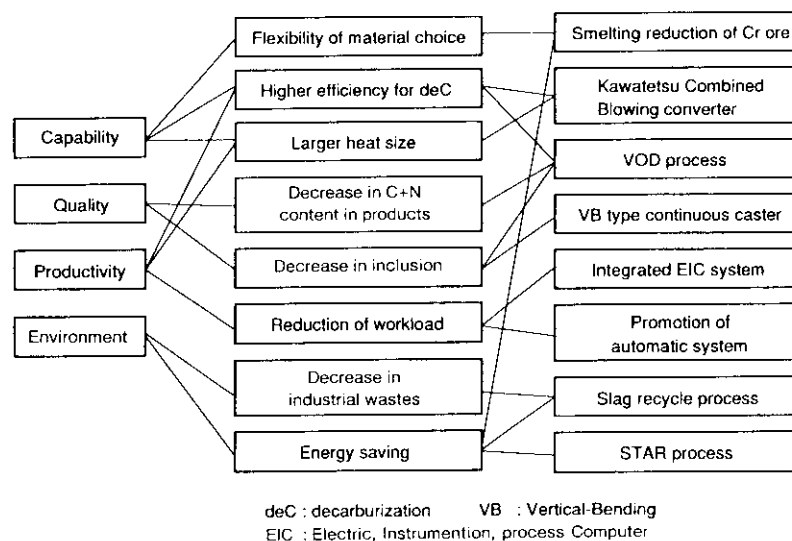 Capability
Quality
Productivity
Environment
Flexibility of material choice
Higher efficiency for deC
Larger heat size
Decrease in C+N
content in products
Decrease in inclusion
Reduction of workload
Decrease in
industrial wastes
Energy saving
Smelting reduction of Cr ore
Kawatetsu Combined
Blowing converter
VOD process
VB type continuous caster
Integrated EIC system
Promotion of
automatic system
Slag recycle process
STAR process
deC : decarburization VB : Vertical-Bending
EIC : Electric, Instrumention, process Computer